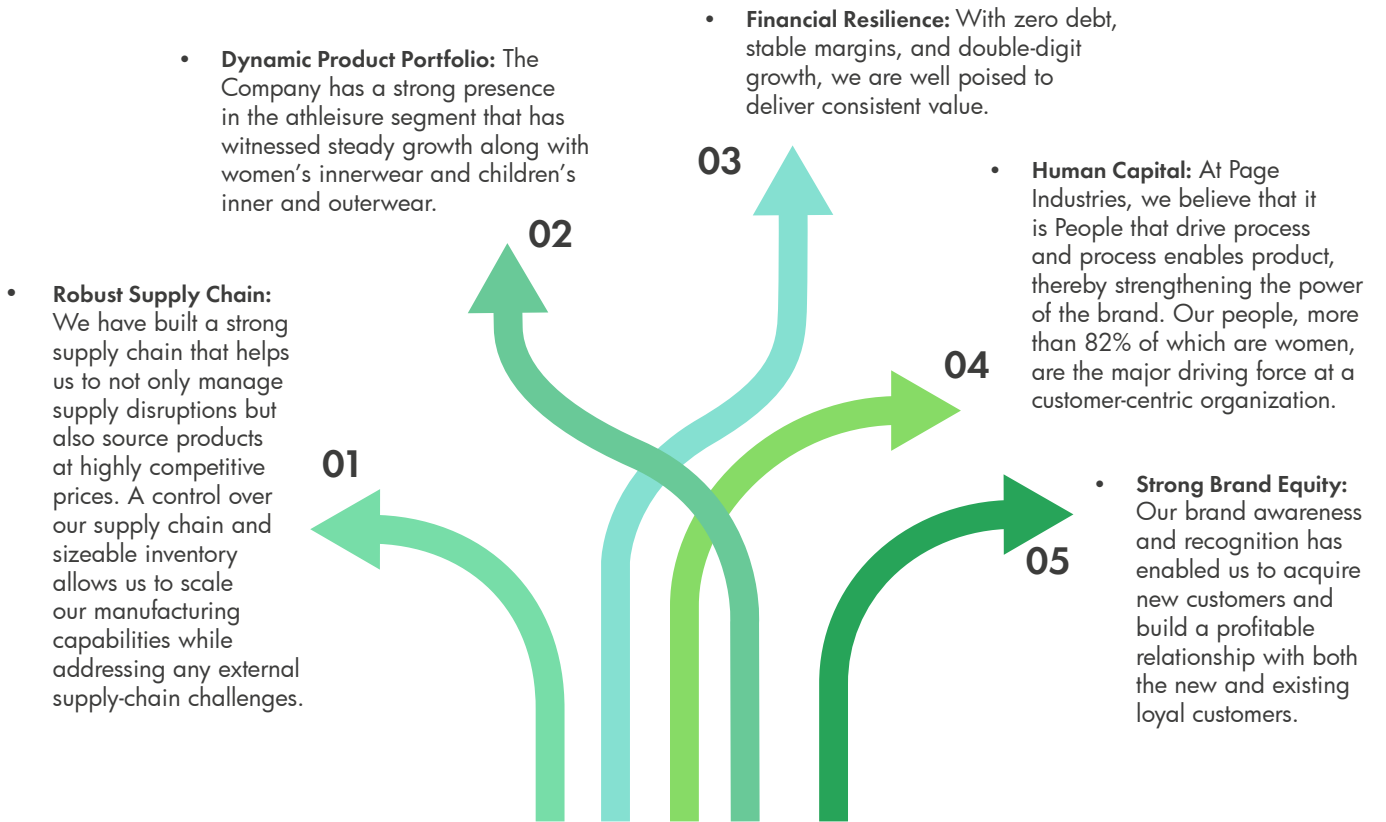 • Robust Supply Chain:
We have built a strong
supply chain that helps
us to not only manage
supply disruptions but
also source products
at highly competitive
prices. A control over
our supply chain and
sizeable inventory
allows us to scale
our manufacturing
capabilities while
addressing any external
supply-chain challenges.
01
• Dynamic Product Portfolio: The
Company has a strong presence
in the athleisure segment that has
witnessed steady growth along with
women’s innerwear and children’s
inner and outerwear.
02
• Financial Resilience: With zero debt,
stable margins, and double-digit
growth, we are well poised to
deliver consistent value.
03
• Human Capital: At Page
Industries, we believe that it
is People that drive process
and process enables product,
thereby strengthening the power
of the brand. Our people, more
than 82% of which are women,
are the major driving force at a
customer-centric organization.
04
• Strong Brand Equity:
Our brand awareness
and recognition has
enabled us to acquire
new customers and
build a profitable
relationship with both
the new and existing
loyal customers.
05